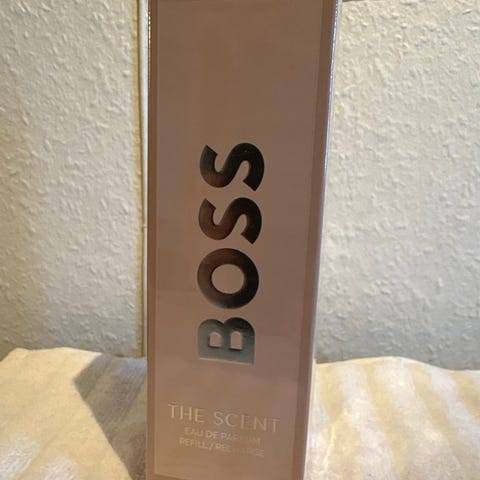 BOSS
THE SCENT
EAU DE PARFUM
REFILL / RECHARGE